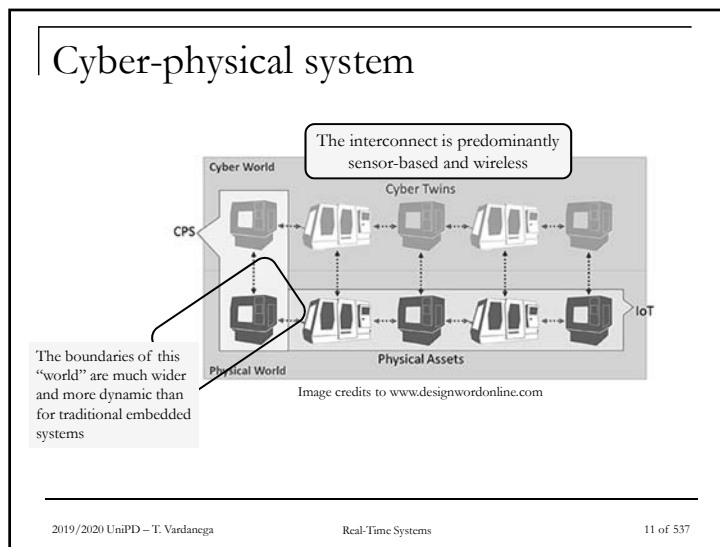 Cyber-physical system
The interconnect is predominantly
sensor-based and wireless
Cyber World
Cyber Twins
CPS
IoT
The boundaries of this
“world” are much wider
and more dynamic than
for traditional embedded
systems
Physical Assets
Physical World
Image credits to www.designwordonline.com
2019/2020 UniPD – T. Vardanega
Real-Time Systems
11 of 537